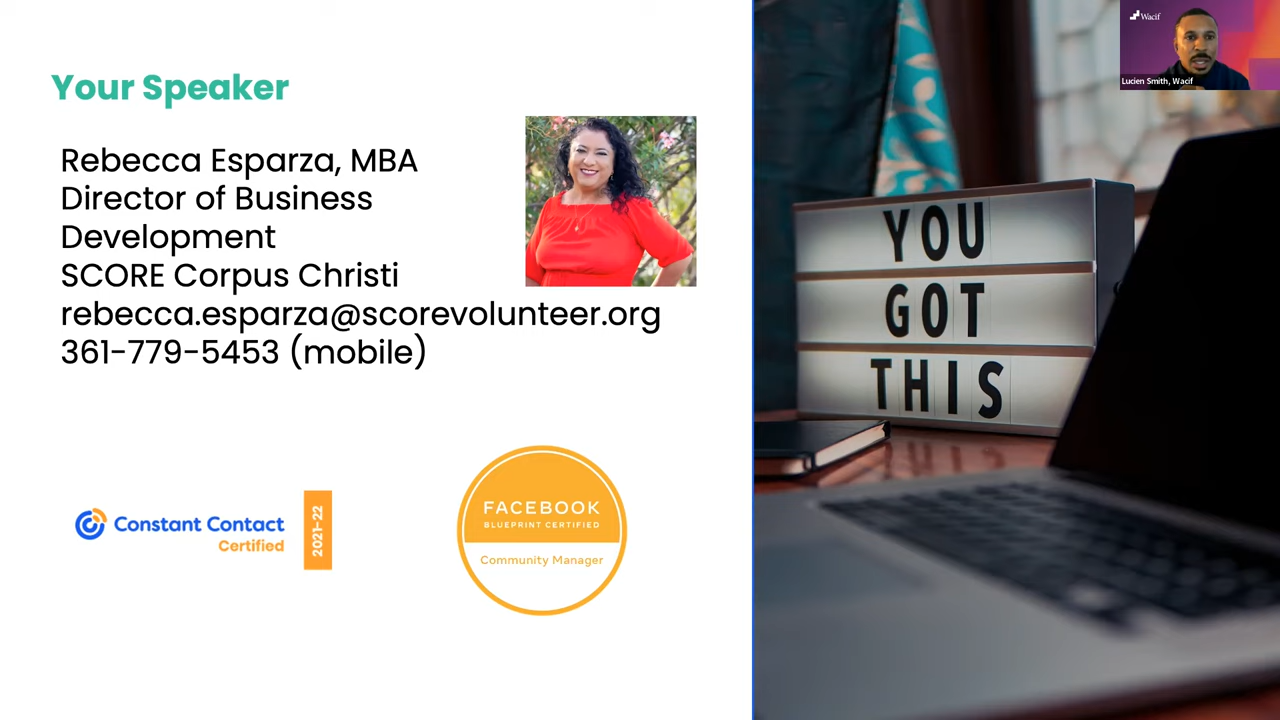 Your Speaker
Rebecca Esparza, MBA
Director of Business
Development
SCORE Corpus Christi
rebecca.esparza@scorevolunteer.org
361-779-5453 (mobile)
Constant Contact
Certified
2021-22
FACEBOOK
BLUEPRINT CERTIFIED
Community Manager
YOU
GOT
THIS
Wacif
Lucien Smith, Wacif